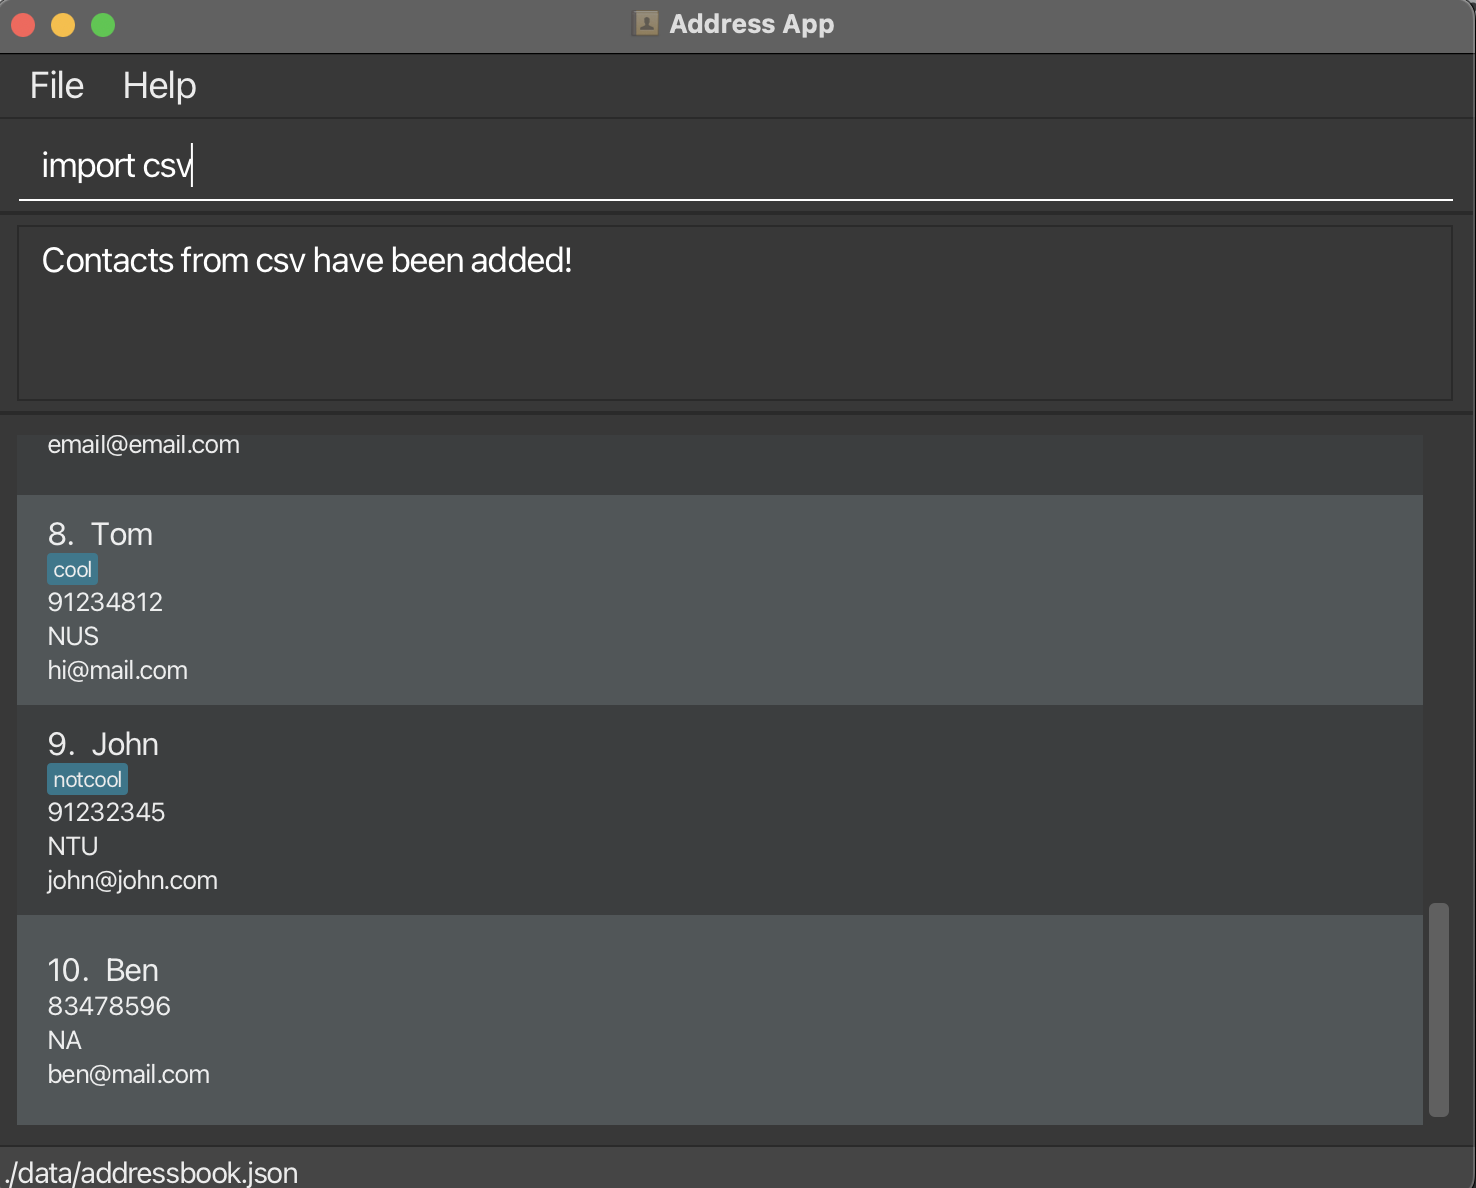 Address App
File Help
import csv
Contacts from csv have been added!
email@email.com
8. Tom
cool
91234812
NUS
hi@mail.com
9. John
notcool
91232345
NTU
john@john.com
10. Ben
83478596
NA
ben@mail.com
./data/addressbook.json